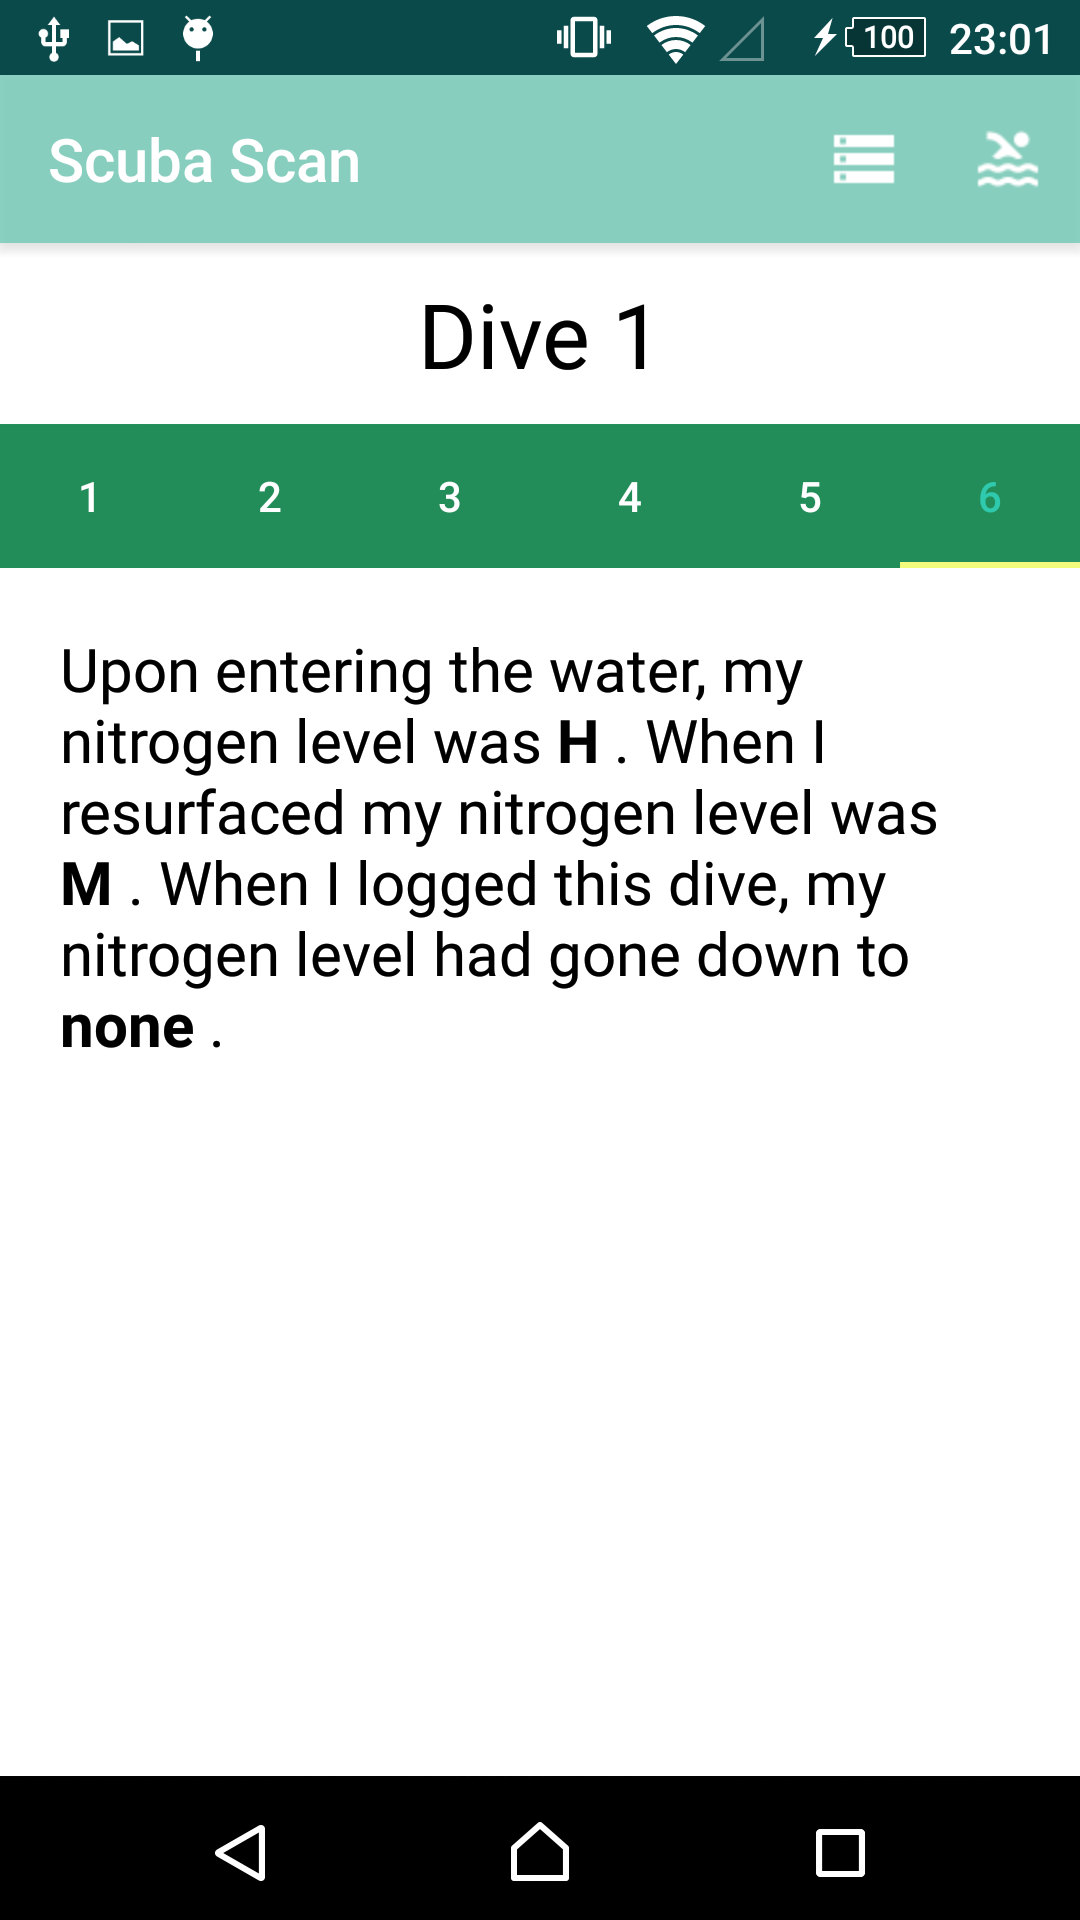 100 23:01
Scuba Scan
Dive 1
1 2 3 4 5 6
Upon entering the water, my
nitrogen level was H . When I
resurfaced my nitrogen level was
M . When I logged this dive, my
nitrogen level had gone down to
none .